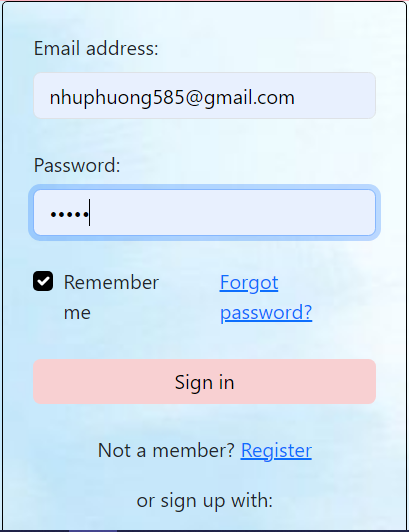 Email address:
nhuphuong585@gmail.com
Password:
•••••
Remember me
Forgot password?
Sign in
Not a member? Register
or sign up with: